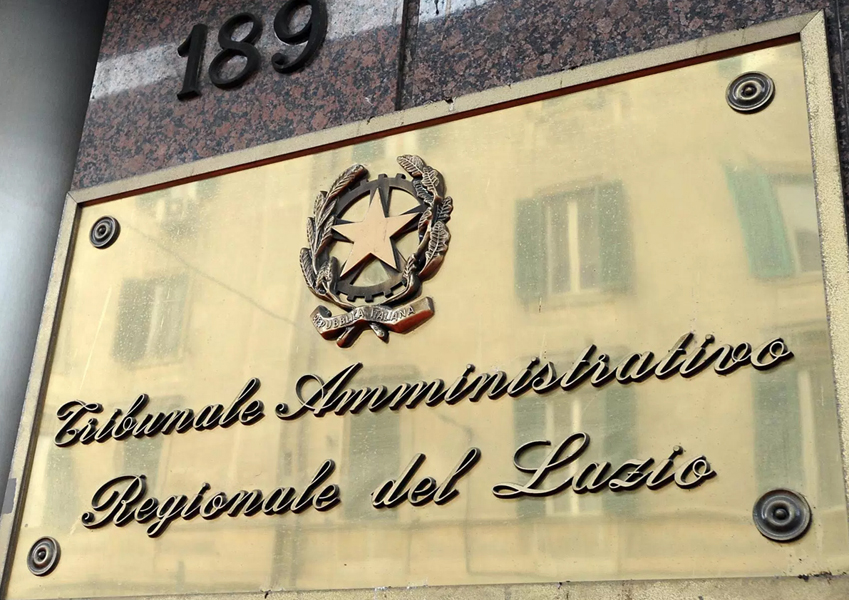 189
REPUBBLICA ITALIANA
Tribunale Amministrativo
Regionale del Lazio